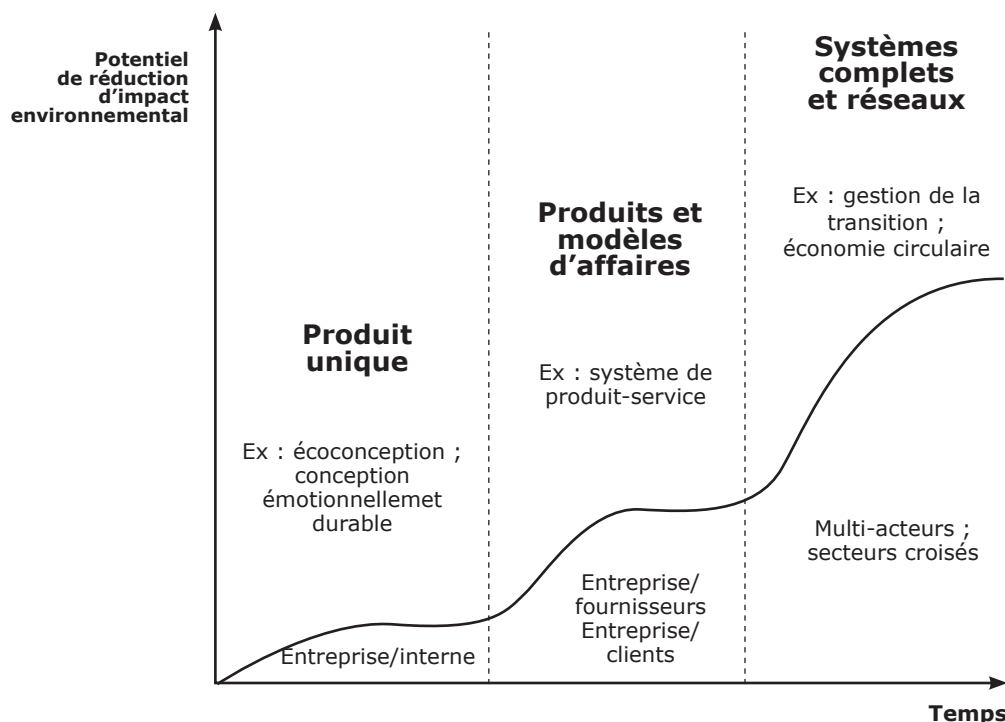 Potentiel
de réduction
d’impact
environnemental
Produit
unique
Ex : écoconception ;
conception
émotionnellemet
durable
Entreprise/interne
Produits et
modèles
d’affaires
Ex : système de
produit-service
Entreprise/
fournisseurs
Entreprise/
clients
Systèmes
complets
et réseaux
Ex : gestion de la
transition ;
économie circulaire
Multi-acteurs ;
secteurs croisés
Temps